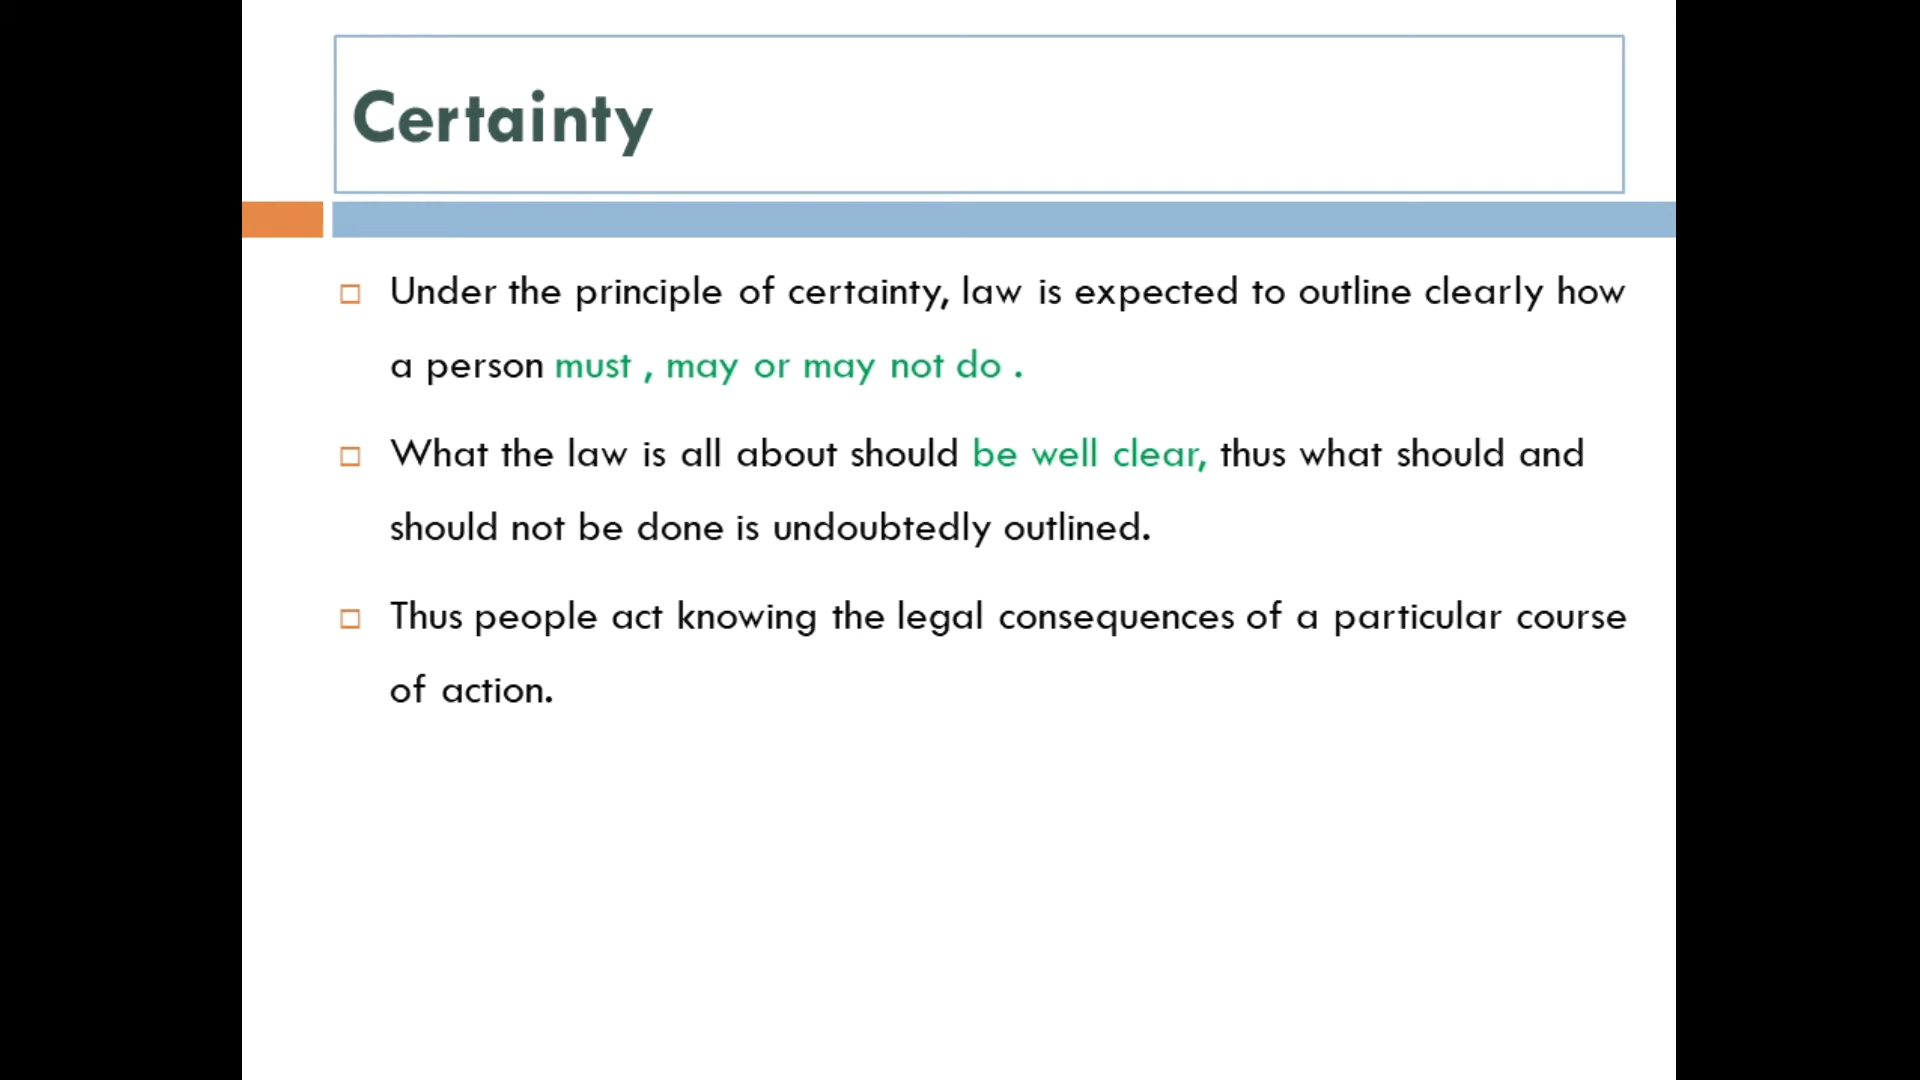 Certainty
Under the principle of certainty, law is expected to outline clearly how
a person must , may or may not do .
What the law is all about should be well clear, thus what should and
should not be done is undoubtedly outlined.
Thus people act knowing the legal consequences of a particular course
of action.